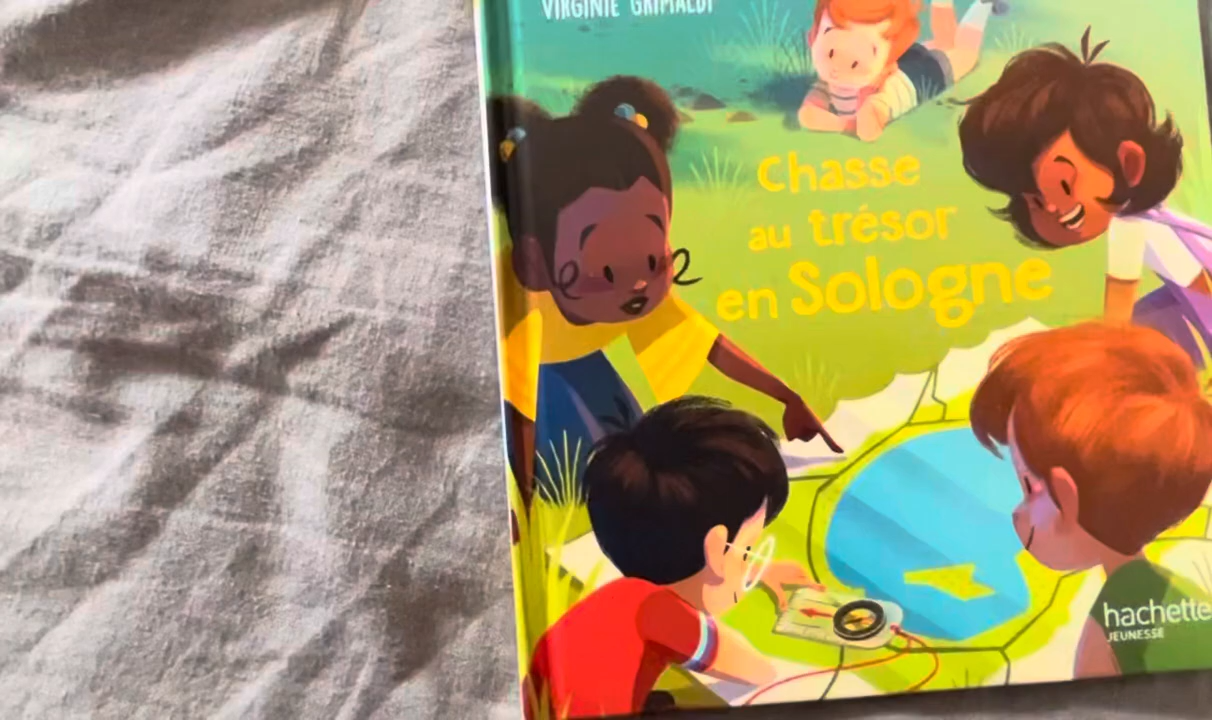 VIRGINIE GRIMALDI
Chasse
au trésor
en Sologne
hachette
JEUNESSE